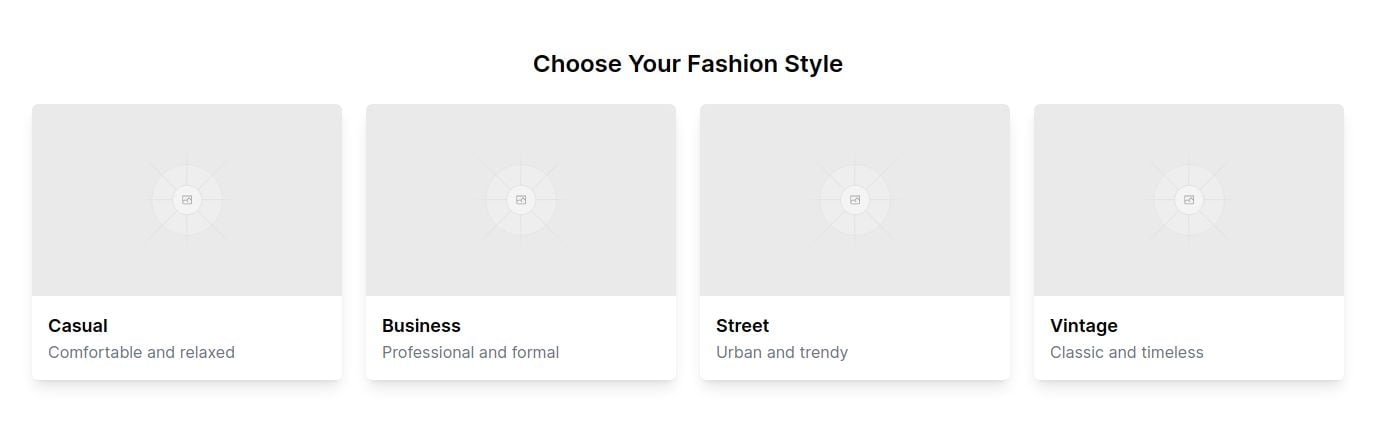 Choose Your Fashion Style
Casual
Comfortable and relaxed
Business
Professional and formal
Street
Urban and trendy
Vintage
Classic and timeless